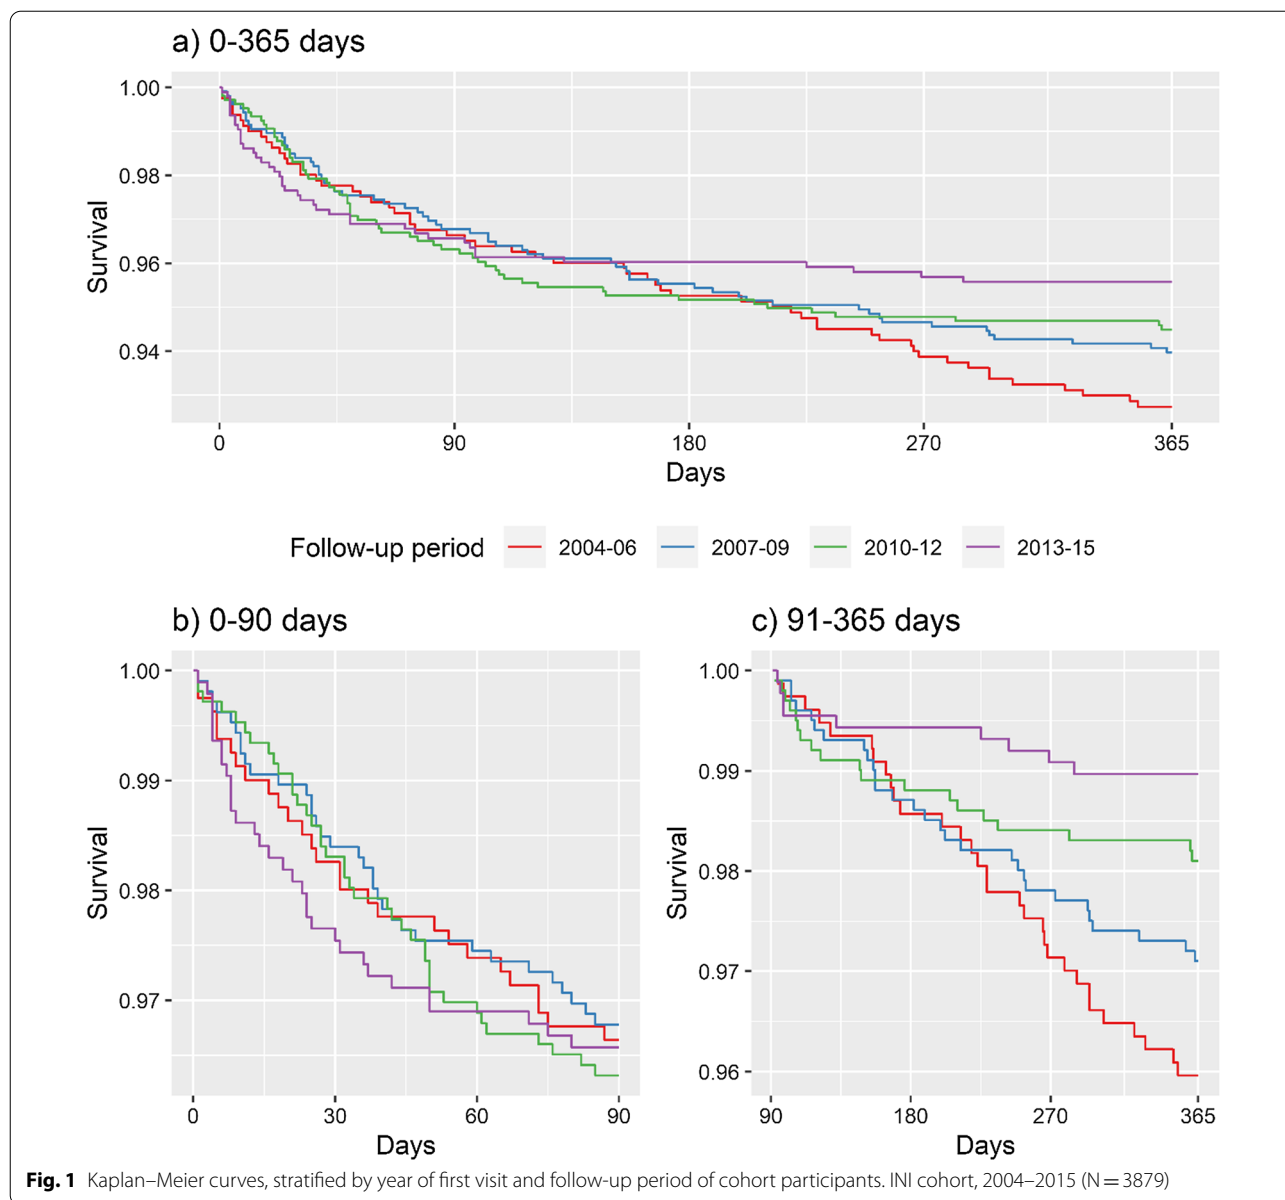 a) 0-365 days
1.00
0.98
0.96
0.94
Survival
0 90 180 270 365
Days
Follow-up period 2004-06 2007-09 2010-12 2013-15
b) 0-90 days
1.00
0.99
0.98
0.97
Survival
0 30 60 90
Days
c) 91-365 days
1.00
0.99
0.98
0.97
0.96
Survival
90 180 270 365
Days
Fig. 1 Kaplan–Meier curves, stratified by year of first visit and follow-up period of cohort participants. INI cohort, 2004–2015 (N = 3879)